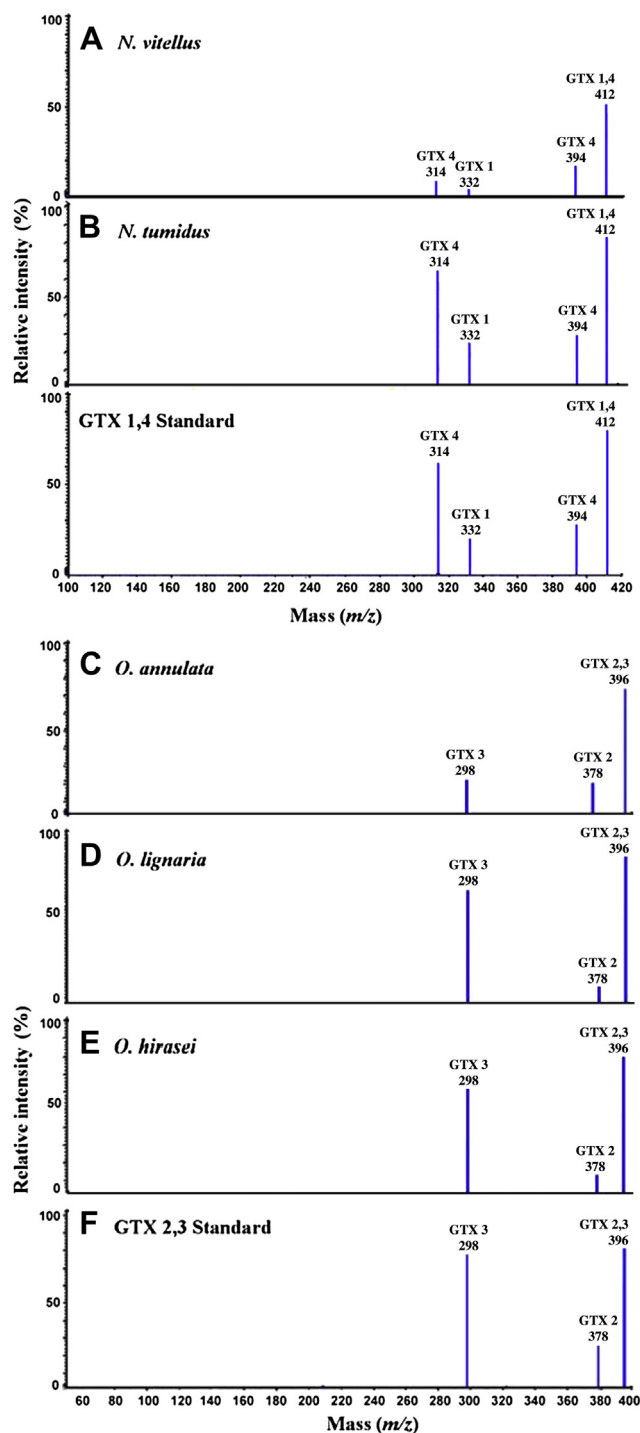 100
A N. vitellus
GTX 1,4
412
50
GTX 4
314
GTX 1
332
GTX 4
394
0
Relative intensity (%)
100
B N. tumidus
GTX 1,4
412
GTX 4
314
50
GTX 1
332
GTX 4
394
0
100
GTX 1,4 Standard
GTX 1,4
412
GTX 4
314
50
GTX 1
332
GTX 4
394
0
100 120 140 160 180 200 220 240 260 280 300 320 340 360 380 400 420
Mass (m/z)
100
C O. annulata
GTX 2,3
396
50
GTX 3
298
GTX 2
378
0
100
D O. lignaria
GTX 2,3
396
GTX 3
298
50
GTX 2
378
0
Relative intensity (%)
100
E O. hirasei
GTX 2,3
396
GTX 3
298
50
GTX 2
378
0
100
F GTX 2,3 Standard
GTX 3
298
GTX 2,3
396
50
GTX 2
378
0
60 80 100 120 140 160 180 200 220 240 260 280 300 320 340 360 380 400
Mass (m/z)